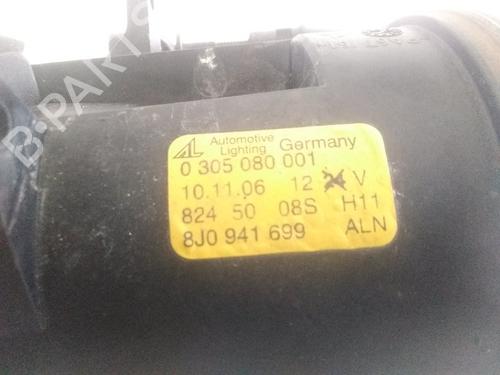 B-PARTS
Automotive Lighting Germany
0 305 080 001
10.11.06 12 V
824 50 08S H11
8J0 941 699 ALN